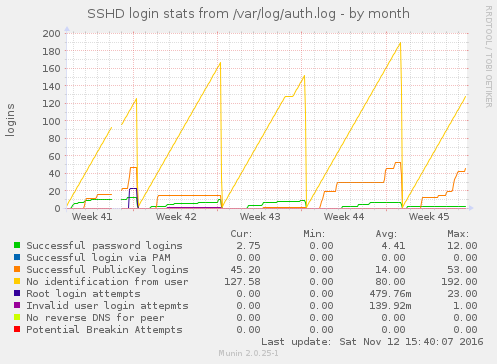 SSHD login stats from /var/log/auth.log - by month
RRDTOOL / TOBI OETIKER
logins
200
180
160
140
120
100
80
60
40
20
0
Week 41 Week 42 Week 43 Week 44 Week 45
Cur: Min: Avg: Max:
Successful password logins 2.75 0.00 4.41 12.00
Successful login via PAM 0.00 0.00 0.00 0.00
Successful PublicKey logins 45.20 0.00 14.00 53.00
No identification from user 127.58 0.00 80.00 192.00
Root login attempts 0.00 0.00 479.76m 23.00
Invalid user login attepmts 0.00 0.00 139.92m 1.00
No reverse DNS for peer 0.00 0.00 0.00 0.00
Potential Breakin Attempts 0.00 0.00 0.00 0.00
Last update: Sat Nov 12 15:40:07 2016
Munin 2.0.25-1